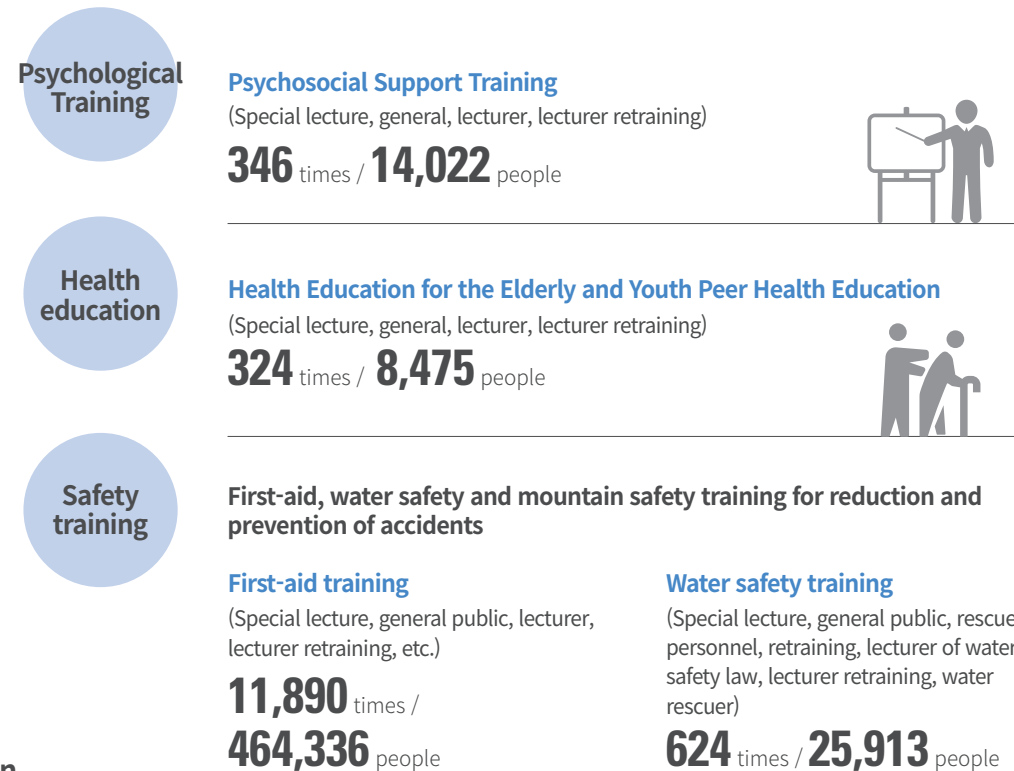 Psychological
Training
Psychosocial Support Training
(Special lecture, general, lecturer, lecturer retraining)
346 times / 14,022 people
Health
education
Health Education for the Elderly and Youth Peer Health Education
(Special lecture, general, lecturer, lecturer retraining)
324 times / 8,475 people
Safety
training
First-aid, water safety and mountain safety training for reduction and
prevention of accidents
First-aid training
(Special lecture, general public, lecturer,
lecturer retraining, etc.)
11,890 times /
464,336 people
Water safety training
(Special lecture, general public, rescue
personnel, retraining, lecturer of water
safety law, lecturer retraining, water
rescuer)
624 times / 25,913 people